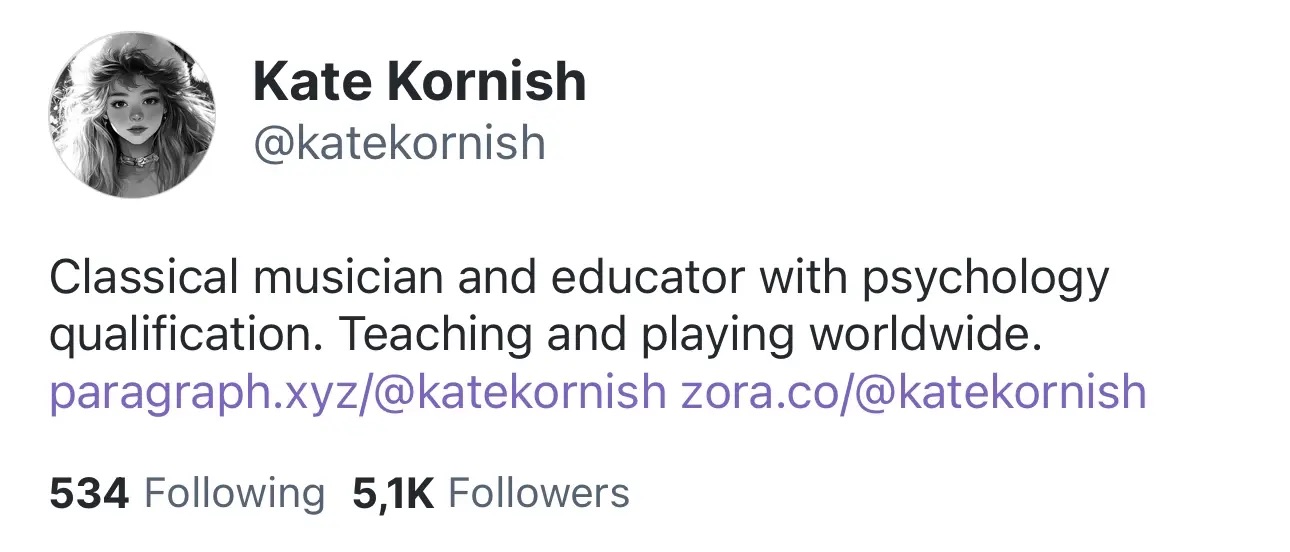 Kate Kornish
@katekornish
Classical musician and educator with psychology
qualification. Teaching and playing worldwide.
paragraph.xyz/@katekornish zora.co/@katekornish
534 Following 5,1K Followers